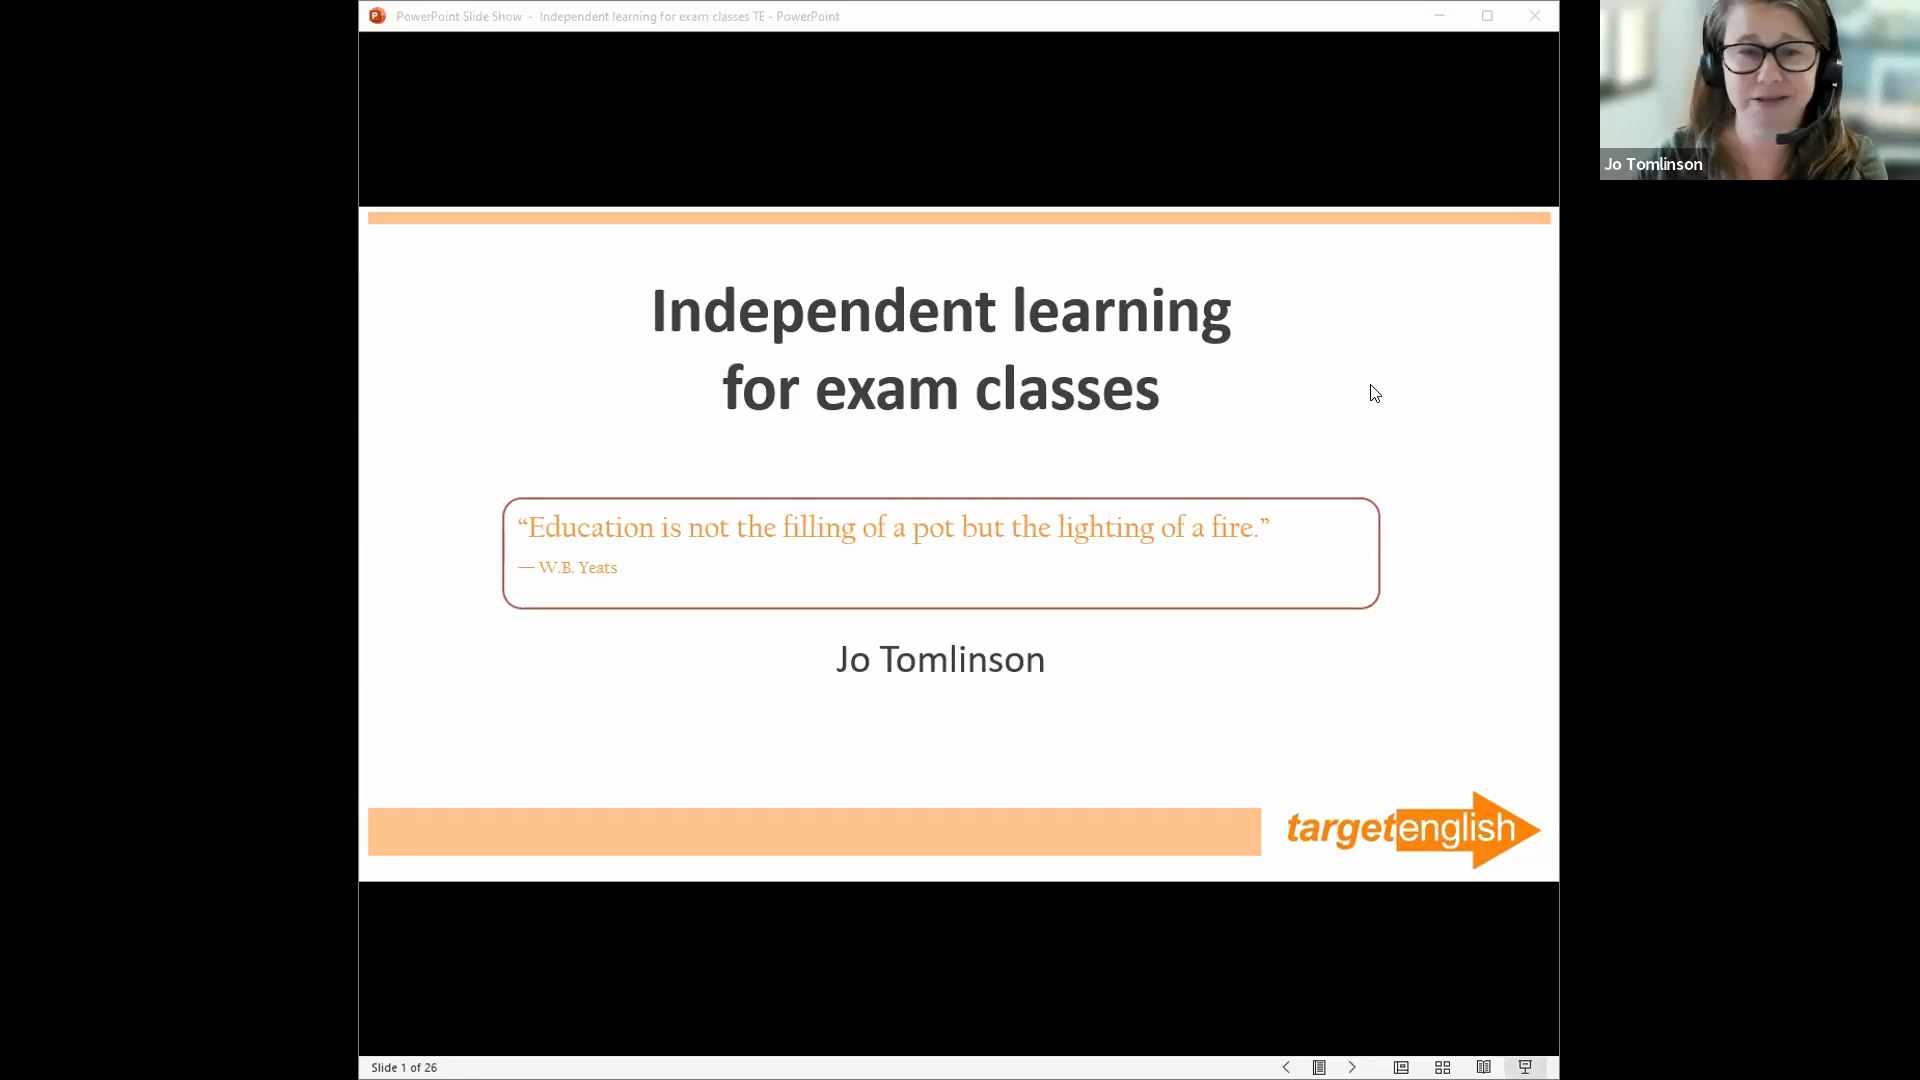 PowerPoint Slide Show - Independent learning for exam classes TE - PowerPoint
Jo Tomlinson
Independent learning
for exam classes
“Education is not the filling of a pot but the lighting of a fire.”
— W.B. Yeats
Jo Tomlinson
targetenglish
Slide 1 of 26